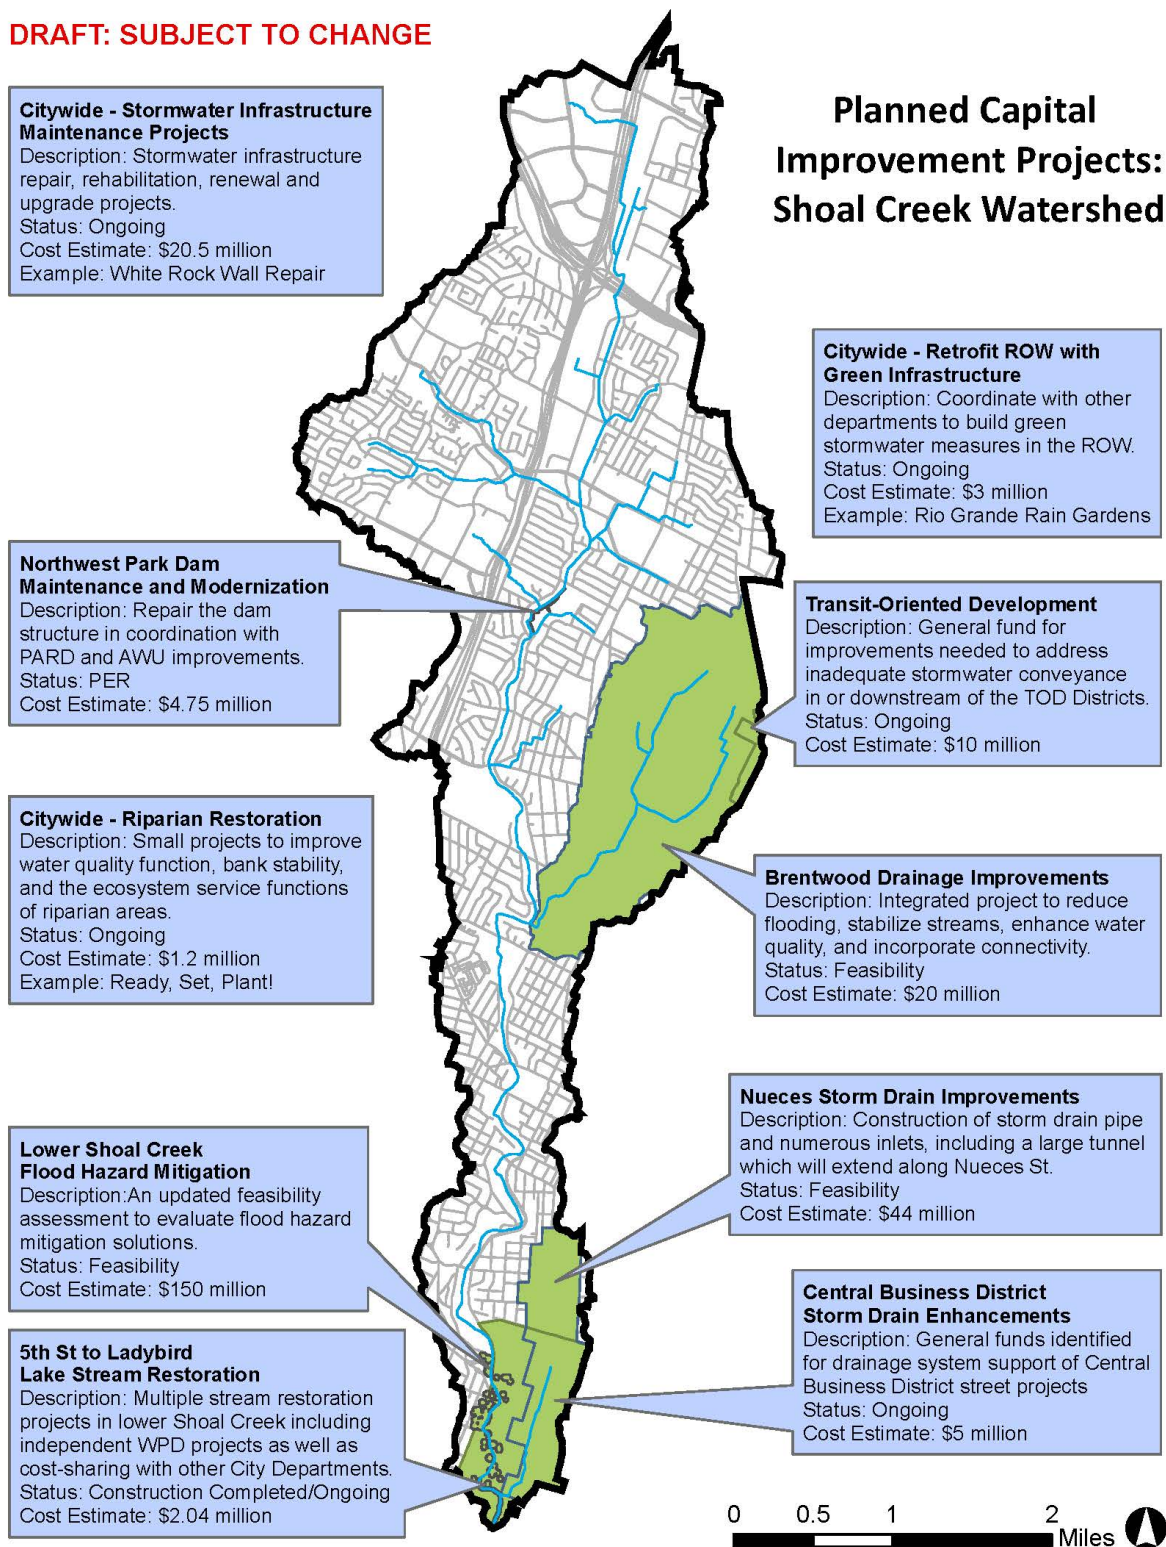 DRAFT: SUBJECT TO CHANGE
Planned Capital
Improvement Projects:
Shoal Creek Watershed
Citywide - Stormwater Infrastructure
Maintenance Projects
Description: Stormwater infrastructure
repair, rehabilitation, renewal and
upgrade projects.
Status: Ongoing
Cost Estimate: $20.5 million
Example: White Rock Wall Repair
Citywide - Retrofit ROW with
Green Infrastructure
Description: Coordinate with other
departments to build green
stormwater measures in the ROW.
Status: Ongoing
Cost Estimate: $3 million
Example: Rio Grande Rain Gardens
Northwest Park Dam
Maintenance and Modernization
Description: Repair the dam
structure in coordination with
PARD and AWU improvements.
Status: PER
Cost Estimate: $4.75 million
Transit-Oriented Development
Description: General fund for
improvements needed to address
inadequate stormwater conveyance
in or downstream of the TOD Districts.
Status: Ongoing
Cost Estimate: $10 million
Citywide - Riparian Restoration
Description: Small projects to improve
water quality function, bank stability,
and the ecosystem service functions
of riparian areas.
Status: Ongoing
Cost Estimate: $1.2 million
Example: Ready, Set, Plant!
Brentwood Drainage Improvements
Description: Integrated project to reduce
flooding, stabilize streams, enhance water
quality, and incorporate connectivity.
Status: Feasibility
Cost Estimate: $20 million
Nueces Storm Drain Improvements
Description: Construction of storm drain pipe
and numerous inlets, including a large tunnel
which will extend along Nueces St.
Status: Feasibility
Cost Estimate: $44 million
Lower Shoal Creek
Flood Hazard Mitigation
Description:An updated feasibility
assessment to evaluate flood hazard
mitigation solutions.
Status: Feasibility
Cost Estimate: $150 million
Central Business District
Storm Drain Enhancements
Description: General funds identified
for drainage system support of Central
Business District street projects
Status: Ongoing
Cost Estimate: $5 million
5th St to Ladybird
Lake Stream Restoration
Description: Multiple stream restoration
projects in lower Shoal Creek including
independent WPD projects as well as
cost-sharing with other City Departments.
Status: Construction Completed/Ongoing
Cost Estimate: $2.04 million
0 0.5 1 2
Miles